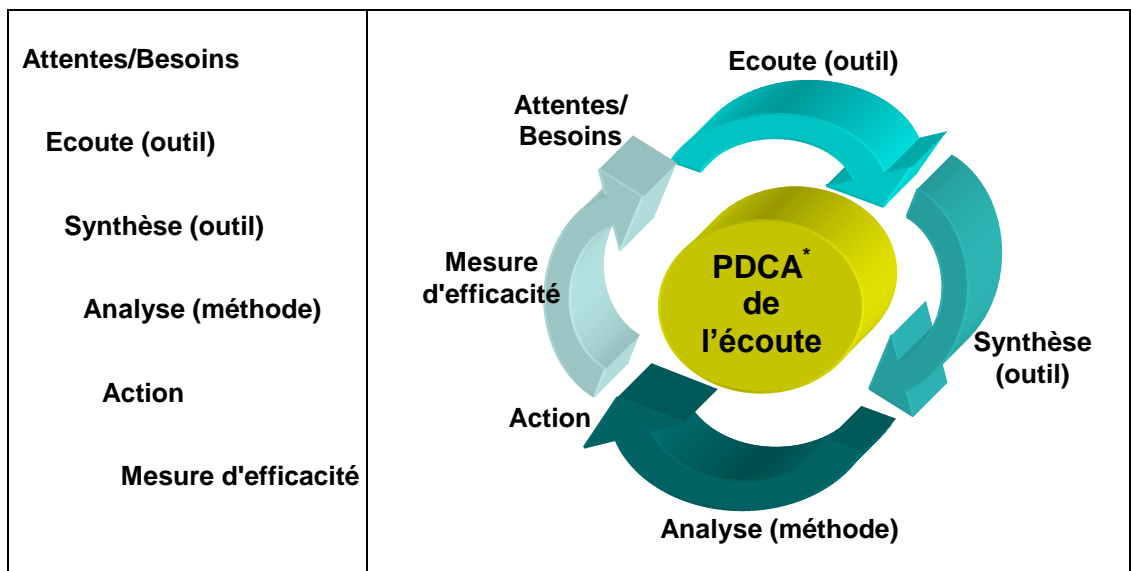 Attentes/Besoins
Ecoute (outil)
Synthèse (outil)
Analyse (méthode)
Action
Mesure d'efficacité
Ecoute (outil)
Attentes/
Besoins
Mesure
d'efficacité
PDCA*
de
l’écoute
Synthèse
(outil)
Action
Analyse (méthode)